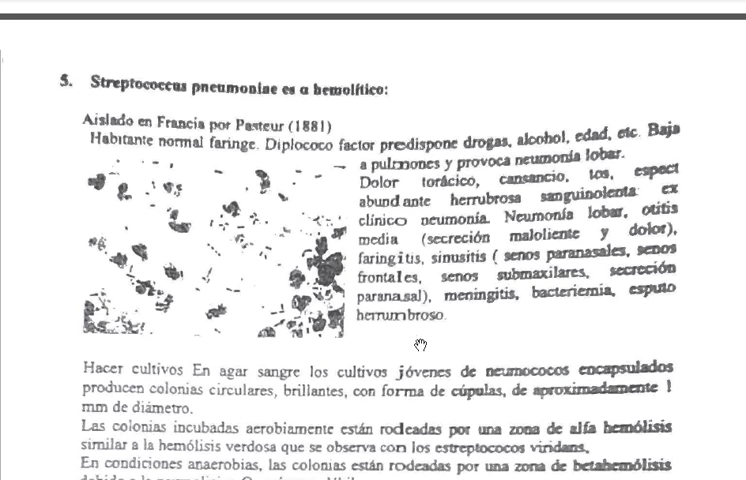 5. Streptococcus pneumoniae es α hemolítico:
Aislado en Francia por Pasteur (1881)
Habitante normal faringe. Diplococo factor predispone drogas, alcohol, edad, etc. Baja
a pulmones y provoca neumonía lobar.
Dolor torácico, cansancio, tos, espect
abundante herrubrosa sanguinolenta ex
clínico neumonía. Neumonía lobar, otitis
media (secreción maloliente y dolor),
faringitus, sinusitis ( senos paranasales, senos
frontales, senos submaxilares, secreción
paranasal), meningitis, bacteriemia, esputo
herrumbroso.
Hacer cultivos En agar sangre los cultivos jóvenes de neumococos encapsulados
producen colonias circulares, brillantes, con forma de cúpulas, de aproximadamente 1
mm de diámetro.
Las colonias incubadas aerobiamente están rodeadas por una zona de alfa hemólisis
similar a la hemólisis verdosa que se observa con los estreptococos viridans,
En condiciones anaerobias, las colonias están rodeadas por una zona de betahemólisis